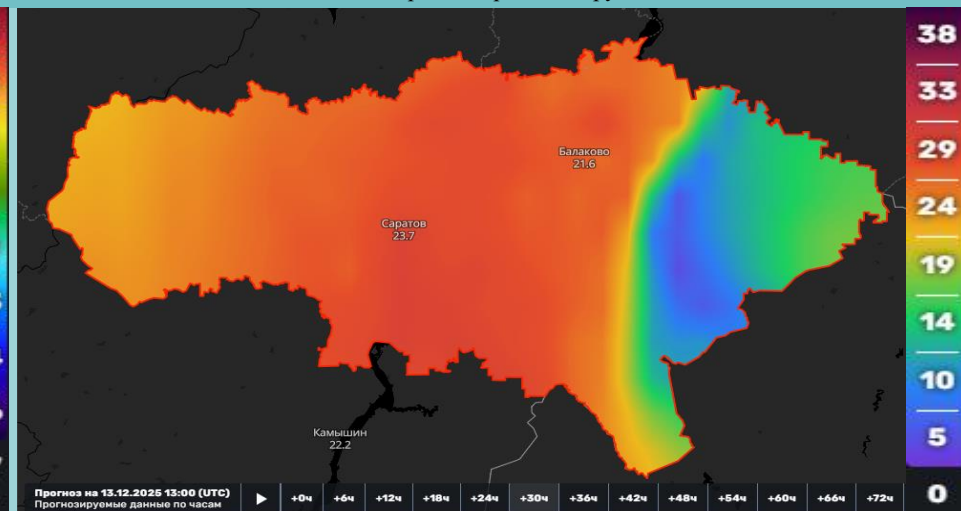 38
33
29
24
19
14
10
5
0
Балаково
21.6
Саратов
23.7
Камышин
22.2
Прогноз на 13.12.2025 13:00 (UTC)
Прогнозируемые данные по часам
+0ч +6ч +12ч +18ч +24ч +30ч +36ч +42ч +48ч +54ч +60ч +66ч +72ч